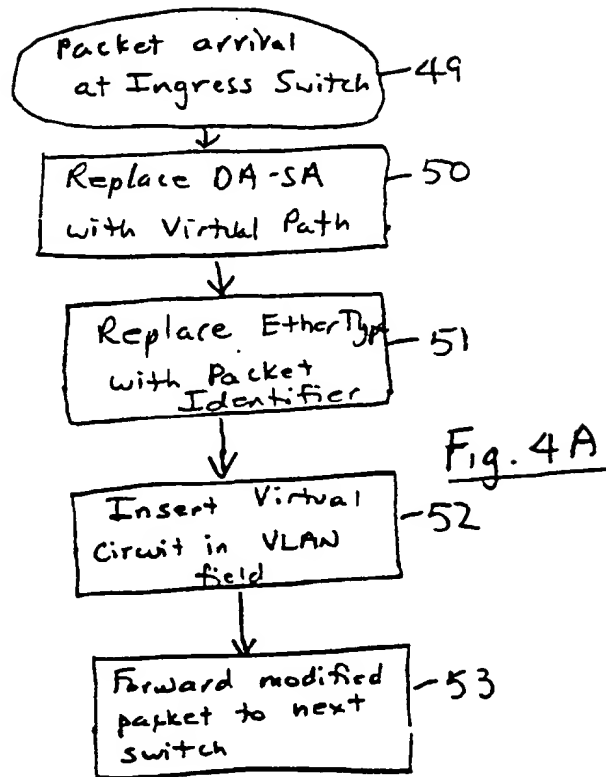 Packet arrival
at Ingress Switch
49
Replace DA-SA
with Virtual Path
50
Replace EtherType
with Packet
Identifier
51
Fig. 4A
Insert Virtual
Circuit in VLAN
field
52
Forward modified
packet to next
switch
53